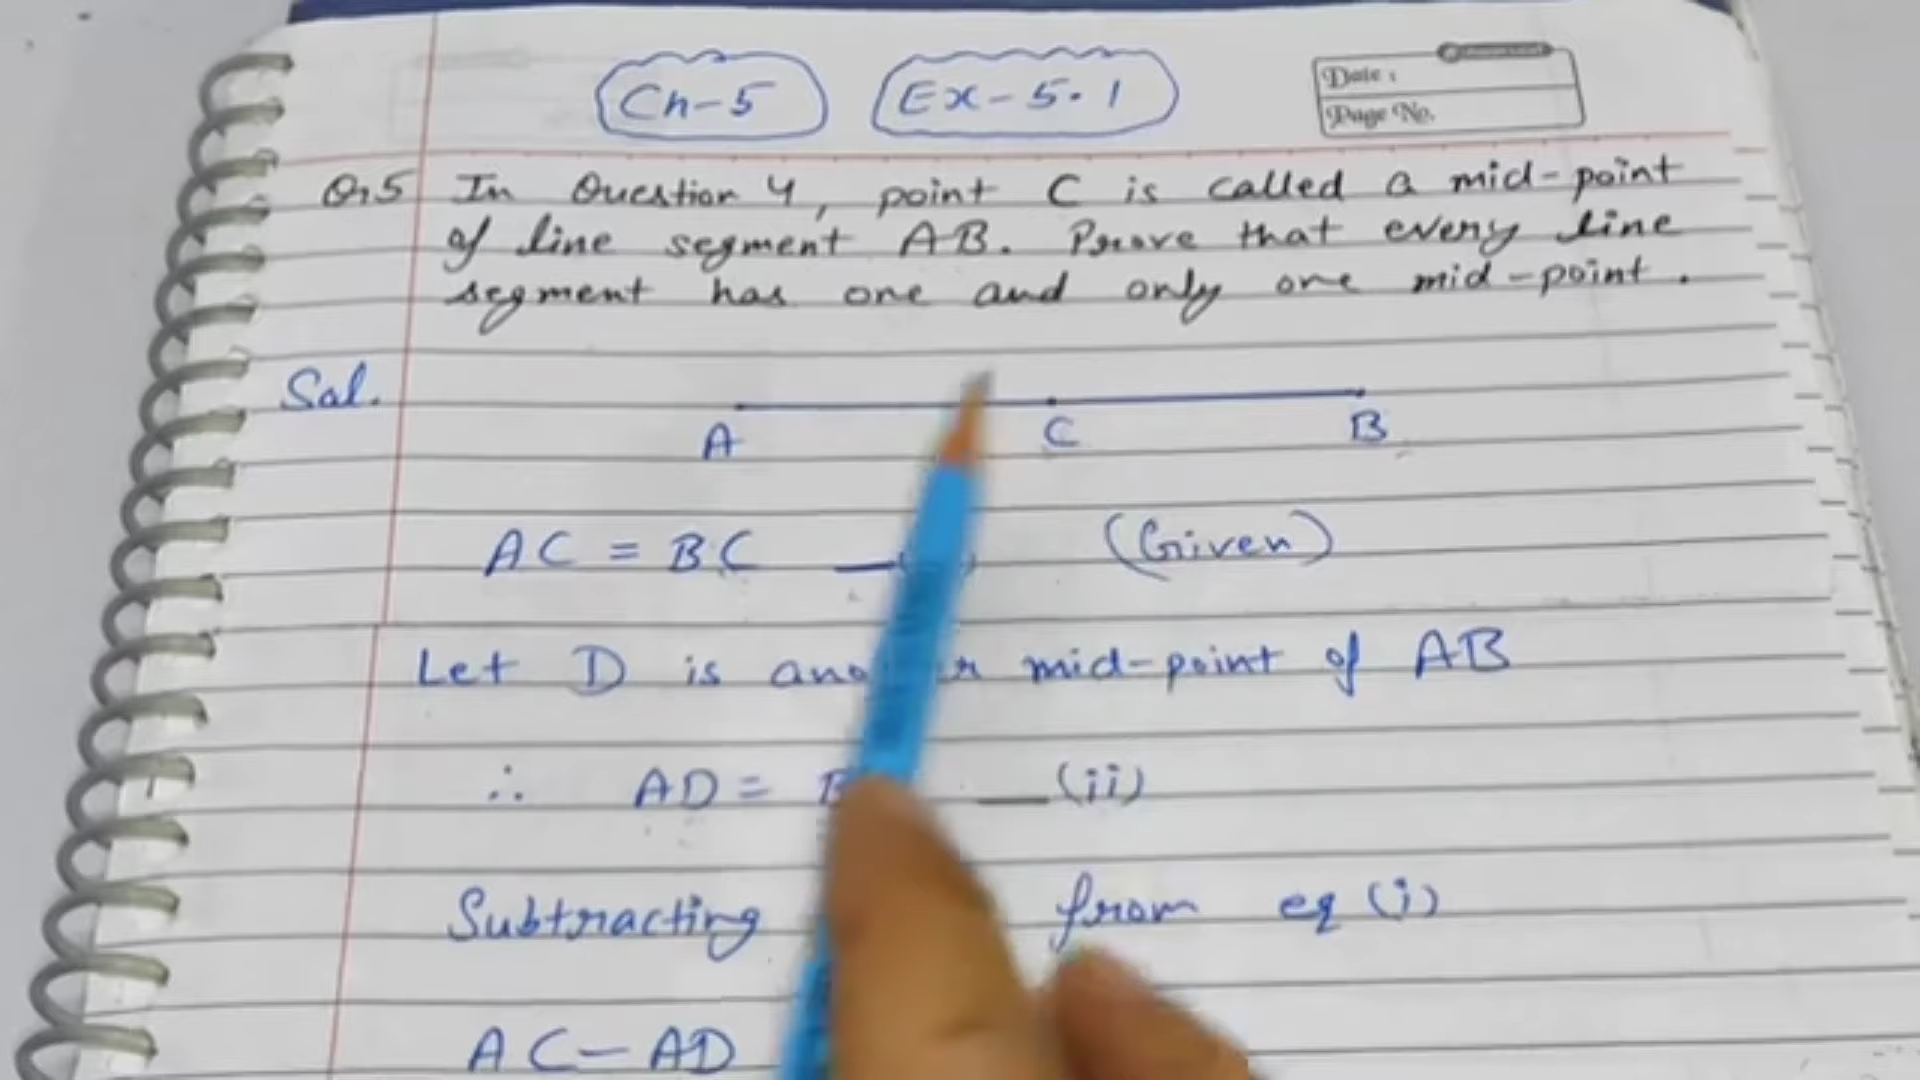 Ch-5 Ex-5.1
Date:
Page No.
Q.5 In Question 4, point C is called a mid-point
of line segment AB. Prove that every line
segment has one and only one mid-point.
Sol.
A C B
AC = BC (Given)
Let D is mid-point of AB
∴ AD = (ii)
Subtracting from eq (i)
AC - AD